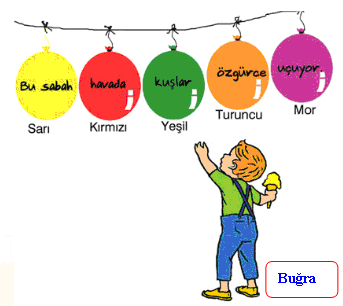 Bu sabah
havada
kuşlar
özgürce
uçuyor.
Sarı
Kırmızı
Yeşil
Turuncu
Mor
Buğra